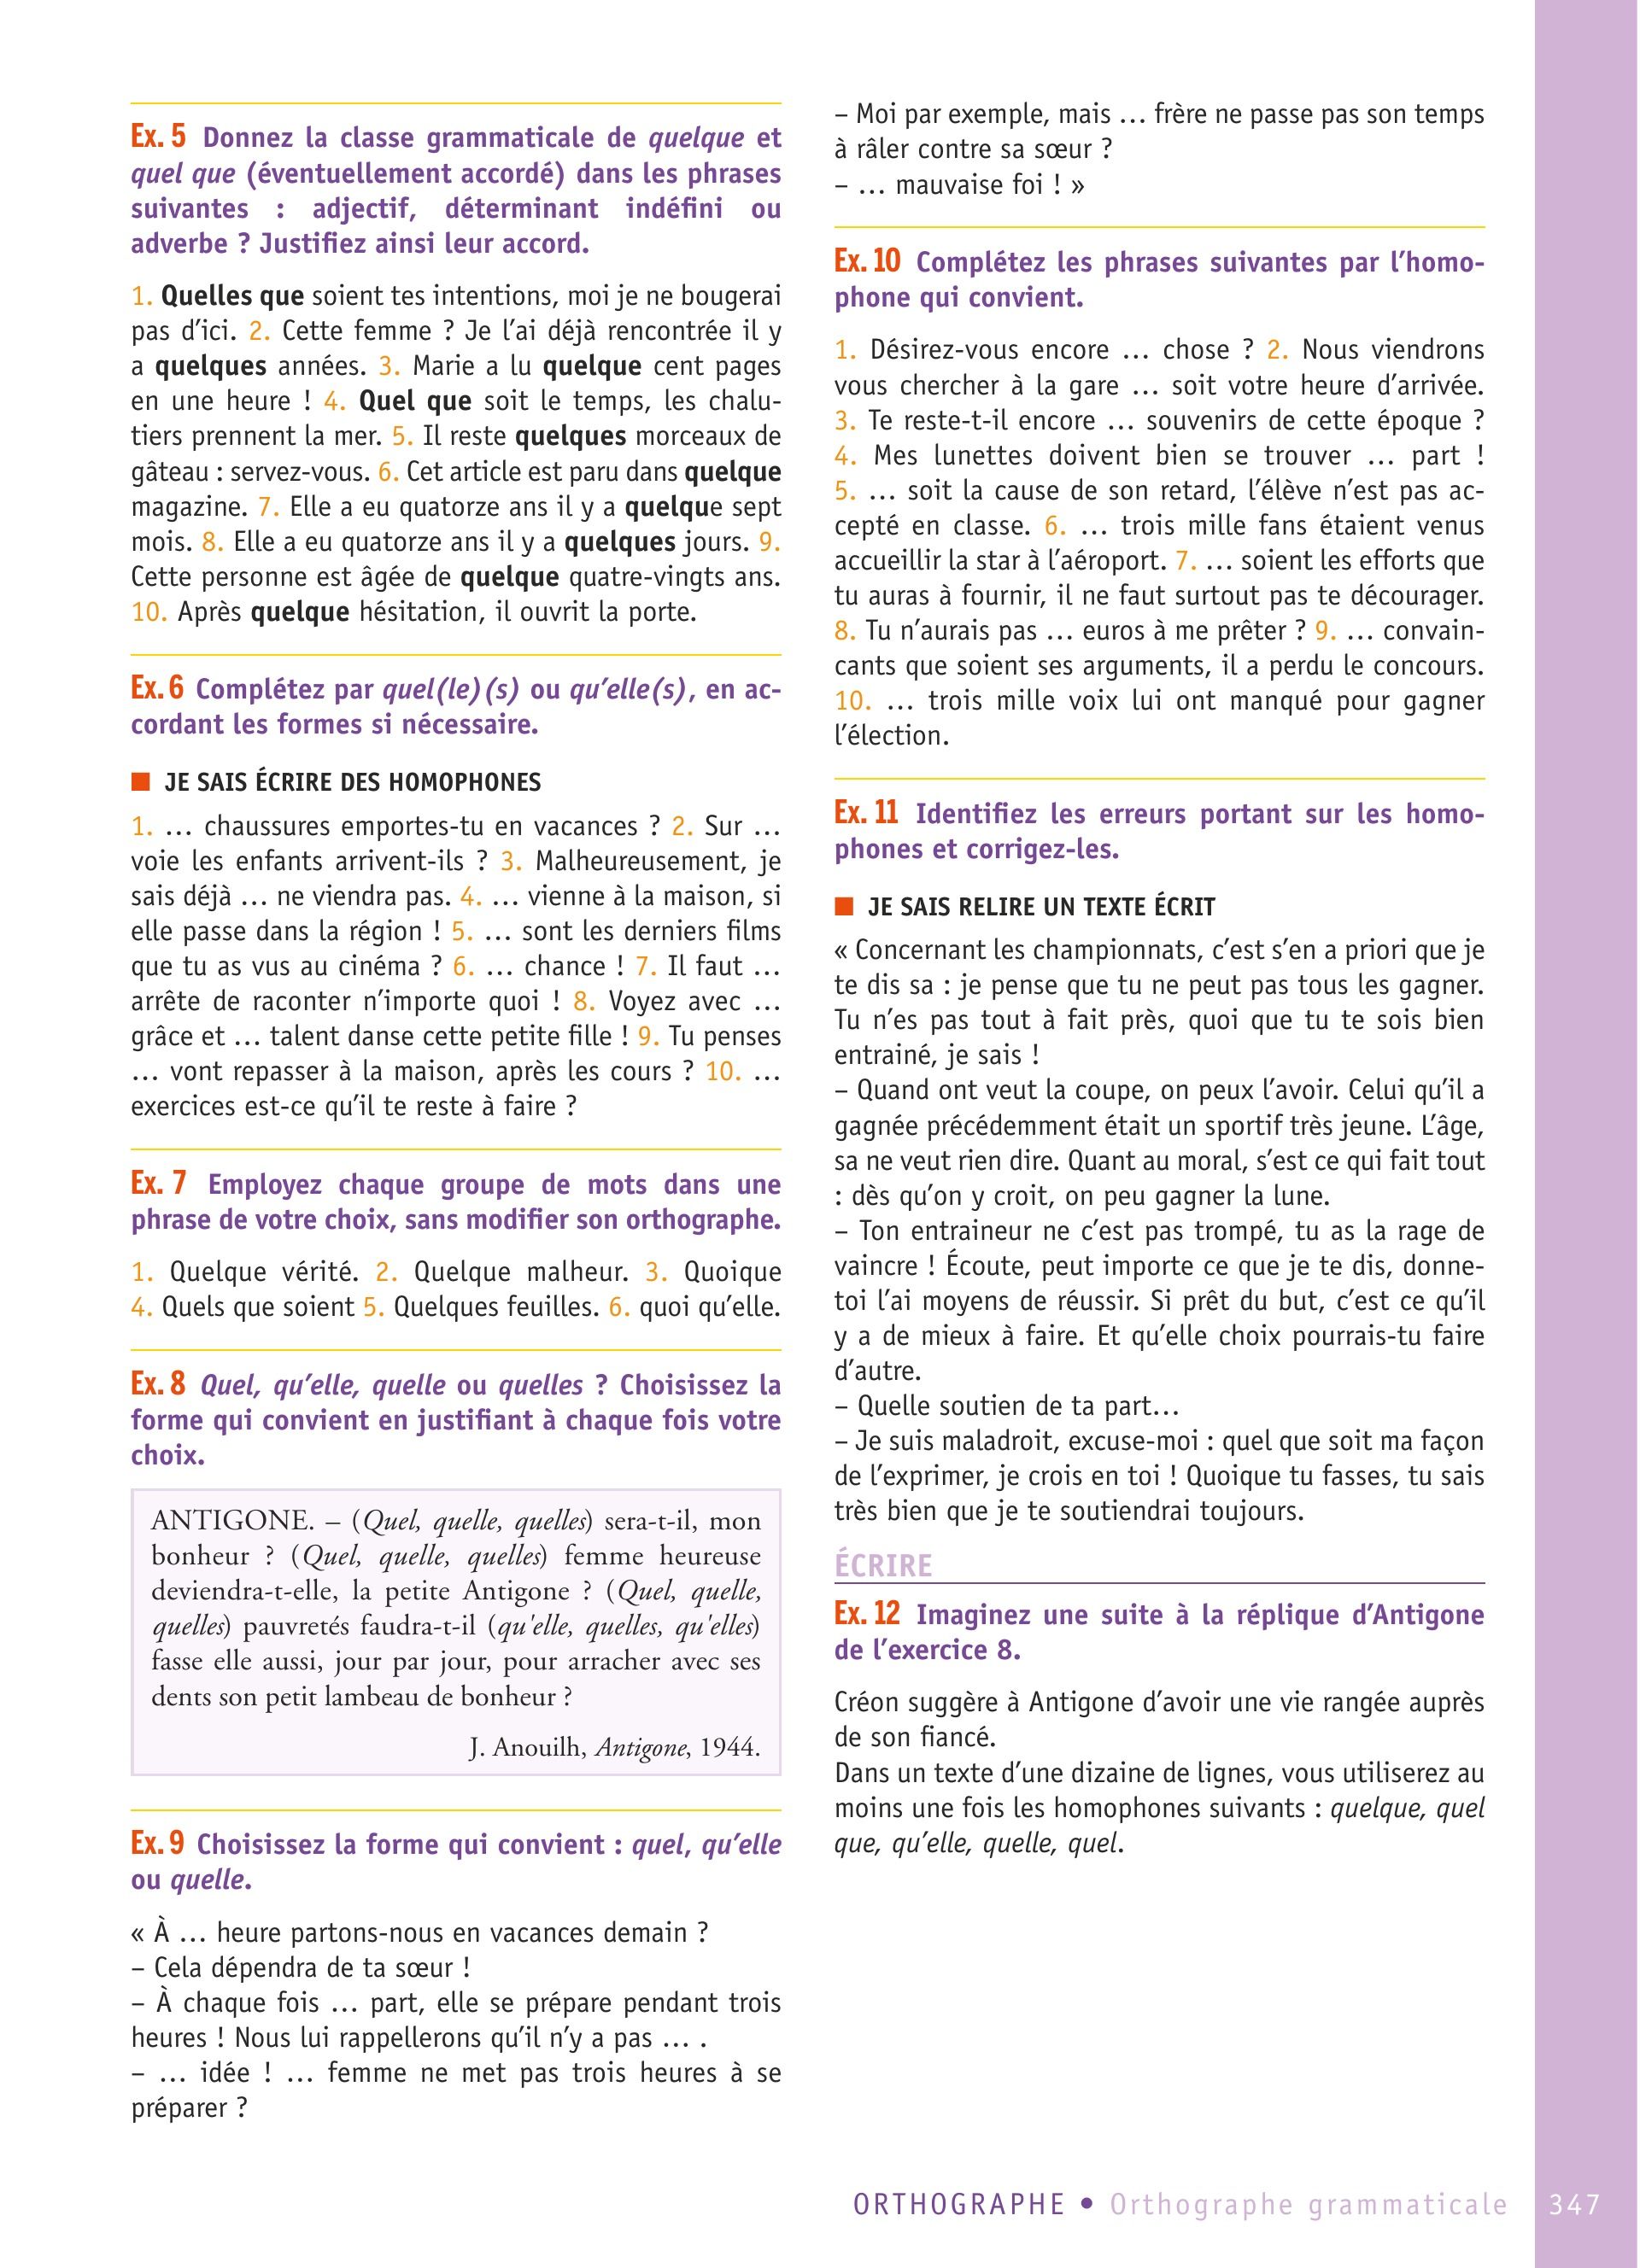 Ex. 5 Donnez la classe grammaticale de quelque et
quel que (éventuellement accordé) dans les phrases
suivantes : adjectif, déterminant indéfini ou
adverbe ? Justifiez ainsi leur accord.
1. Quelles que soient tes intentions, moi je ne bougerai
pas d’ici. 2. Cette femme ? Je l’ai déjà rencontrée il y
a quelques années. 3. Marie a lu quelque cent pages
en une heure ! 4. Quel que soit le temps, les chalu-
tiers prennent la mer. 5. Il reste quelques morceaux de
gâteau : servez-vous. 6. Cet article est paru dans quelque
magazine. 7. Elle a eu quatorze ans il y a quelque sept
mois. 8. Elle a eu quatorze ans il y a quelques jours. 9.
Cette personne est âgée de quelque quatre-vingts ans.
10. Après quelque hésitation, il ouvrit la porte.
Ex. 6 Complétez par quel(le)(s) ou qu’elle(s), en ac-
cordant les formes si nécessaire.
■ JE SAIS ÉCRIRE DES HOMOPHONES
1. … chaussures emportes-tu en vacances ? 2. Sur …
voie les enfants arrivent-ils ? 3. Malheureusement, je
sais déjà … ne viendra pas. 4. … vienne à la maison, si
elle passe dans la région ! 5. … sont les derniers films
que tu as vus au cinéma ? 6. … chance ! 7. Il faut …
arrête de raconter n’importe quoi ! 8. Voyez avec …
grâce et … talent danse cette petite fille ! 9. Tu penses
… vont repasser à la maison, après les cours ? 10. …
exercices est-ce qu’il te reste à faire ?
Ex. 7 Employez chaque groupe de mots dans une
phrase de votre choix, sans modifier son orthographe.
1. Quelque vérité. 2. Quelque malheur. 3. Quoique
4. Quels que soient 5. Quelques feuilles. 6. quoi qu’elle.
Ex. 8 Quel, qu’elle, quelle ou quelles ? Choisissez la
forme qui convient en justifiant à chaque fois votre
choix.
ANTIGONE. – (Quel, quelle, quelles) sera-t-il, mon
bonheur ? (Quel, quelle, quelles) femme heureuse
deviendra-t-elle, la petite Antigone ? (Quel, quelle,
quelles) pauvretés faudra-t-il (qu'elle, quelles, qu'elles)
fasse elle aussi, jour par jour, pour arracher avec ses
dents son petit lambeau de bonheur ?
J. Anouilh, Antigone, 1944.
Ex. 9 Choisissez la forme qui convient : quel, qu’elle
ou quelle.
« À … heure partons-nous en vacances demain ?
– Cela dépendra de ta sœur !
– À chaque fois … part, elle se prépare pendant trois
heures ! Nous lui rappellerons qu’il n’y a pas … .
– … idée ! … femme ne met pas trois heures à se
préparer ?
– Moi par exemple, mais … frère ne passe pas son temps
à râler contre sa sœur ?
– … mauvaise foi ! »
Ex. 10 Complétez les phrases suivantes par l’homo-
phone qui convient.
1. Désirez-vous encore … chose ? 2. Nous viendrons
vous chercher à la gare … soit votre heure d’arrivée.
3. Te reste-t-il encore … souvenirs de cette époque ?
4. Mes lunettes doivent bien se trouver … part !
5. … soit la cause de son retard, l’élève n’est pas ac-
cepté en classe. 6. … trois mille fans étaient venus
accueillir la star à l’aéroport. 7. … soient les efforts que
tu auras à fournir, il ne faut surtout pas te décourager.
8. Tu n’aurais pas … euros à me prêter ? 9. … convain-
cants que soient ses arguments, il a perdu le concours.
10. … trois mille voix lui ont manqué pour gagner
l’élection.
Ex. 11 Identifiez les erreurs portant sur les homo-
phones et corrigez-les.
■ JE SAIS RELIRE UN TEXTE ÉCRIT
« Concernant les championnats, c’est s’en a priori que je
te dis sa : je pense que tu ne peut pas tous les gagner.
Tu n’es pas tout à fait près, quoi que tu te sois bien
entrainé, je sais !
– Quand ont veut la coupe, on peux l’avoir. Celui qu’il a
gagnée précédemment était un sportif très jeune. L’âge,
sa ne veut rien dire. Quant au moral, s’est ce qui fait tout
: dès qu’on y croit, on peu gagner la lune.
– Ton entraineur ne c’est pas trompé, tu as la rage de
vaincre ! Écoute, peut importe ce que je te dis, donne-
toi l’ai moyens de réussir. Si prêt du but, c’est ce qu’il
y a de mieux à faire. Et qu’elle choix pourrais-tu faire
d’autre.
– Quelle soutien de ta part…
– Je suis maladroit, excuse-moi : quel que soit ma façon
de l’exprimer, je crois en toi ! Quoique tu fasses, tu sais
très bien que je te soutiendrai toujours.
ÉCRIRE
Ex. 12 Imaginez une suite à la réplique d’Antigone
de l’exercice 8.
Créon suggère à Antigone d’avoir une vie rangée auprès
de son fiancé.
Dans un texte d’une dizaine de lignes, vous utiliserez au
moins une fois les homophones suivants : quelque, quel
que, qu’elle, quelle, quel.
ORTHOGRAPHE • Orthographe grammaticale 347